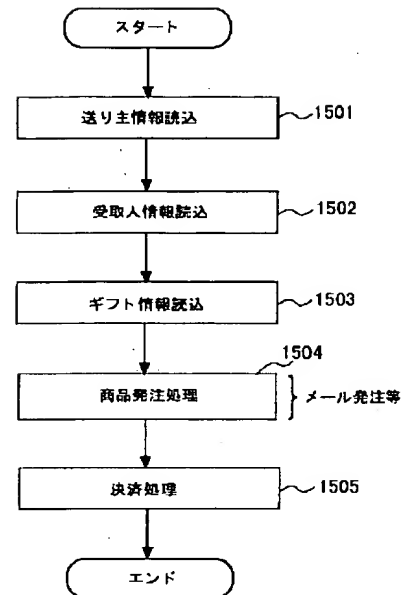 スタート
送り主情報読込
1501
受取人情報読込
1502
ギフト情報読込
1503
1504
商品発注処理
メール発注等
決済処理
1505
エンド